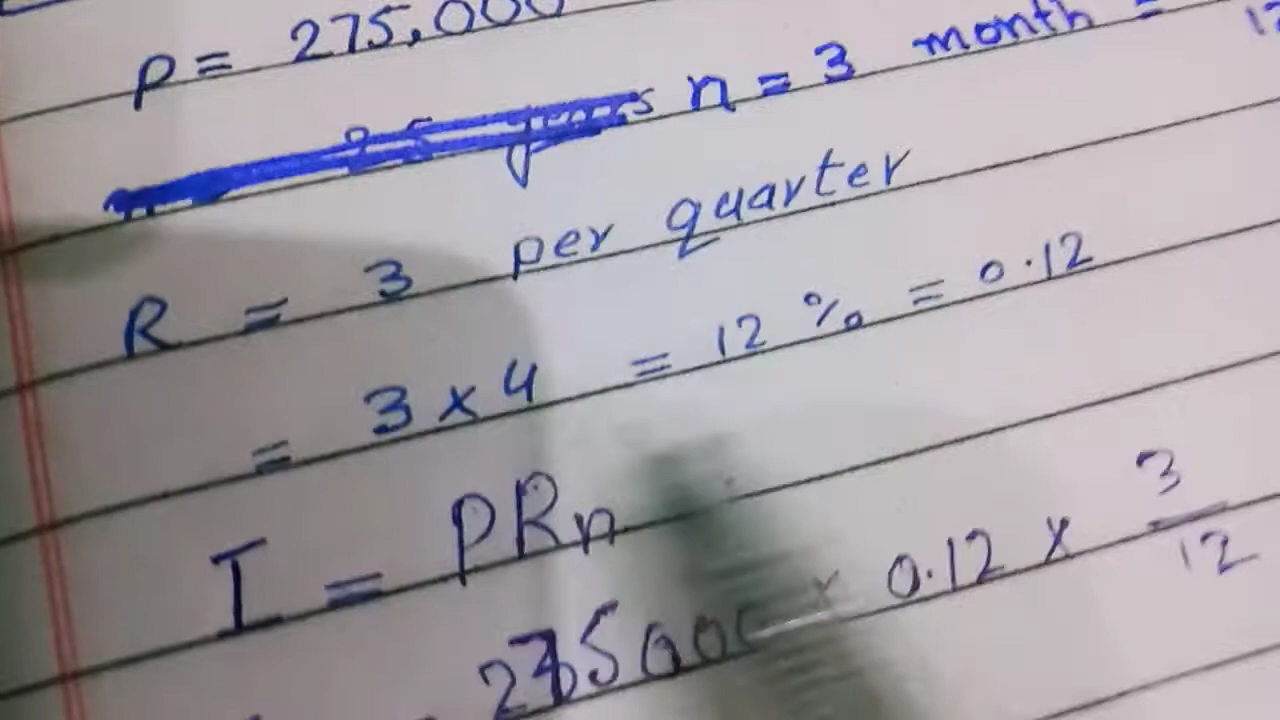 P = 275,000
n = 3 month =
R = 3 per quarter
= 3 × 4 = 12 % = 0.12
I = PRn
275000 × 0.12 × 3/12